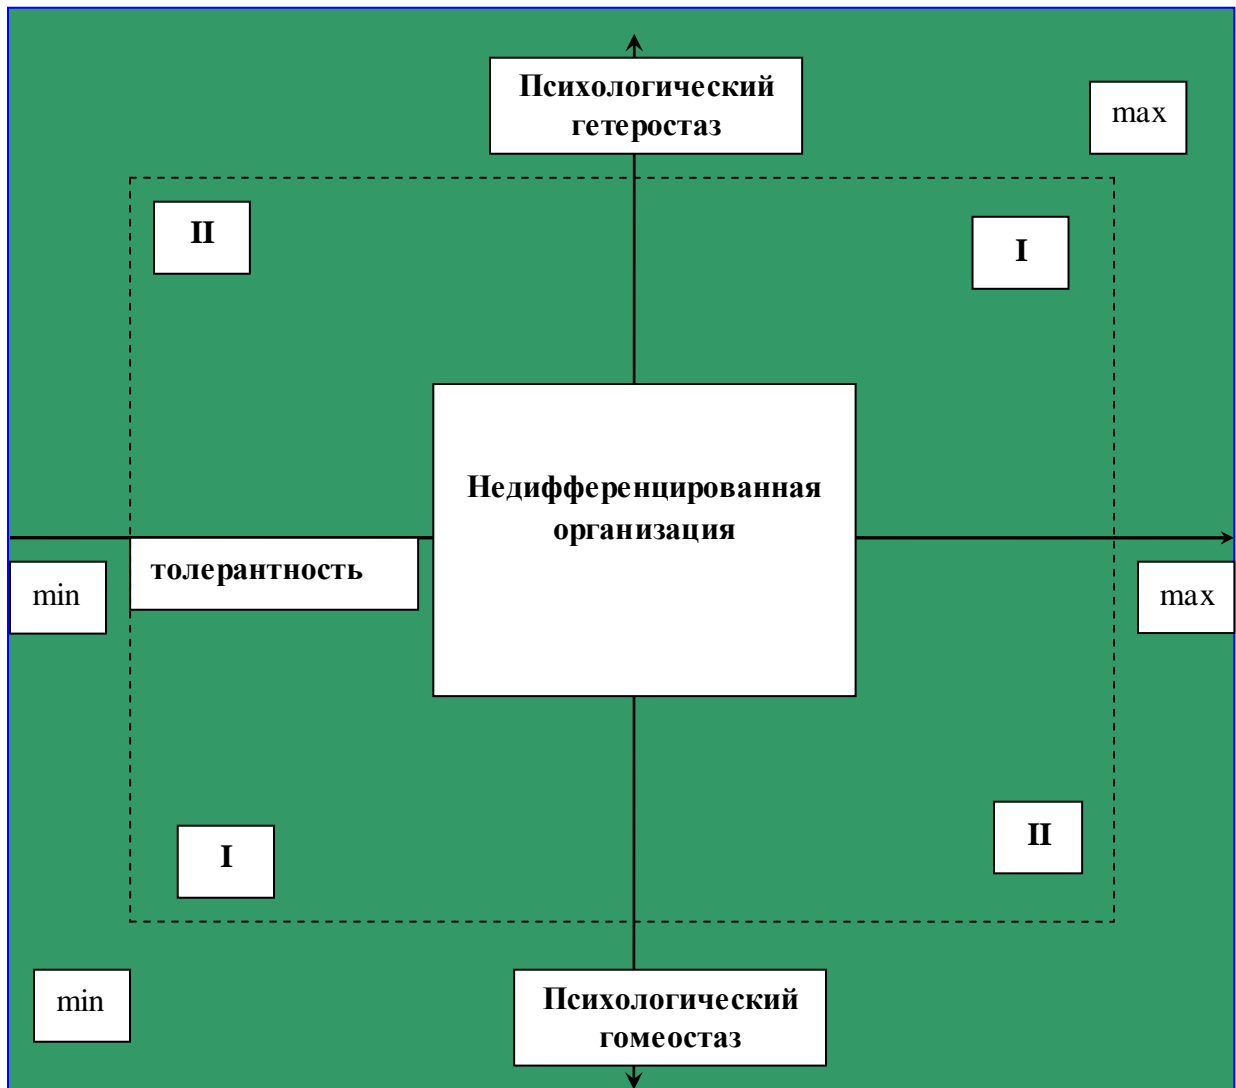 Психологический
гетеростаз
max
II
I
Недифференцированная
организация
толерантность
min
max
I
II
min
Психологический
гомеостаз